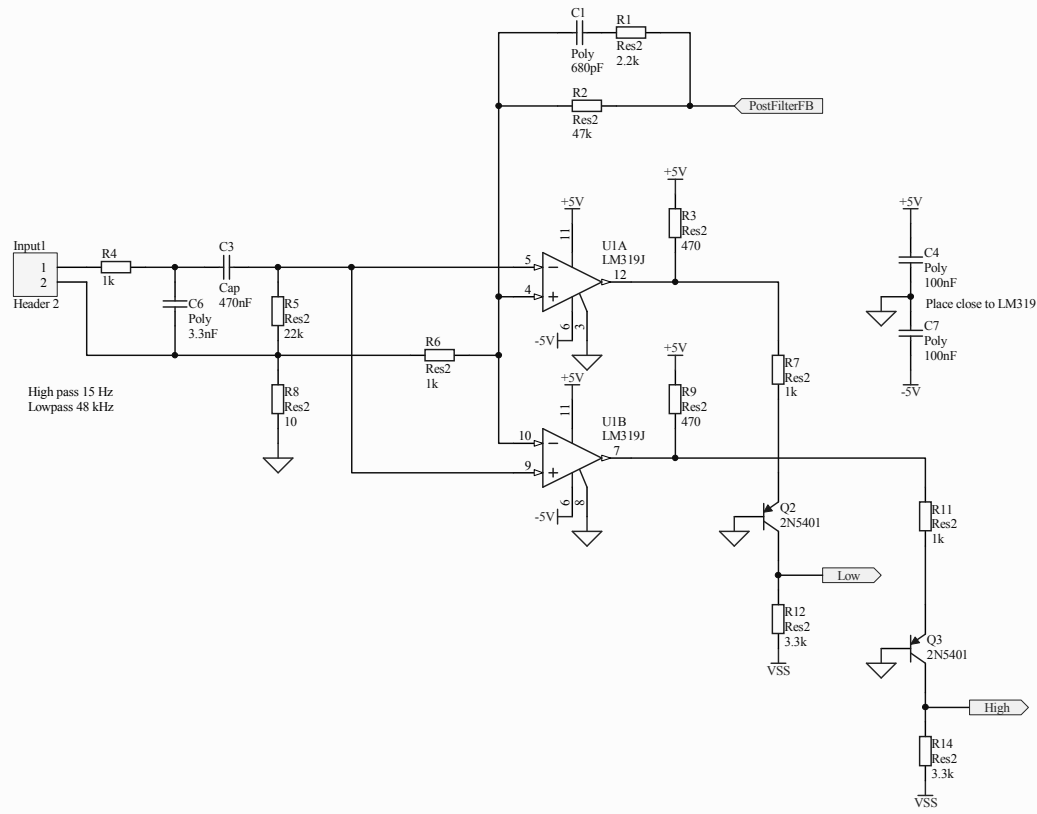 C1
Poly
680pF
R1
Res2
2.2k
R2
Res2
47k
PostFilterFB
Input1
1
2
Header 2
R4
1k
C3
Cap
470nF
C6
Poly
3.3nF
R5
Res2
22k
R6
Res2
1k
R8
Res2
10
High pass 15 Hz
Lowpass 48 kHz
+5V
11
U1A
LM319J
5
4
12
6
3
-5V
+5V
R3
Res2
470
+5V
C4
Poly
100nF
Place close to LM319
C7
Poly
100nF
-5V
+5V
11
U1B
LM319J
10
9
7
6
8
-5V
+5V
R9
Res2
470
R7
Res2
1k
Q2
2N5401
Low
R12
Res2
3.3k
VSS
R11
Res2
1k
Q3
2N5401
High
R14
Res2
3.3k
VSS